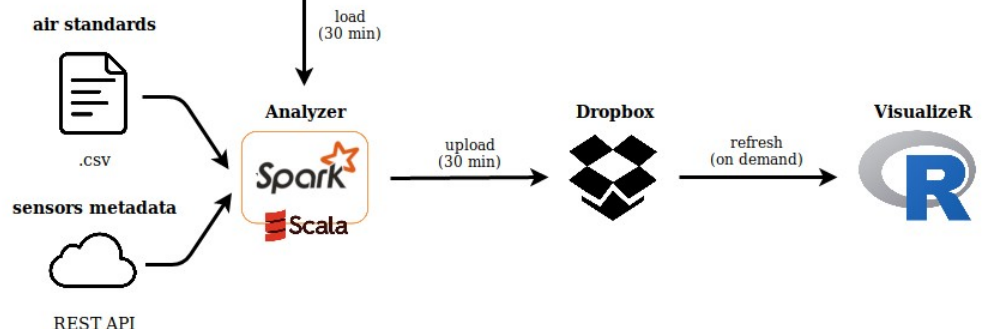 load
(30 min)
air standards
.csv
Analyzer
Spark
Scala
sensors metadata
REST API
upload
(30 min)
Dropbox
refresh
(on demand)
VisualizeR
R